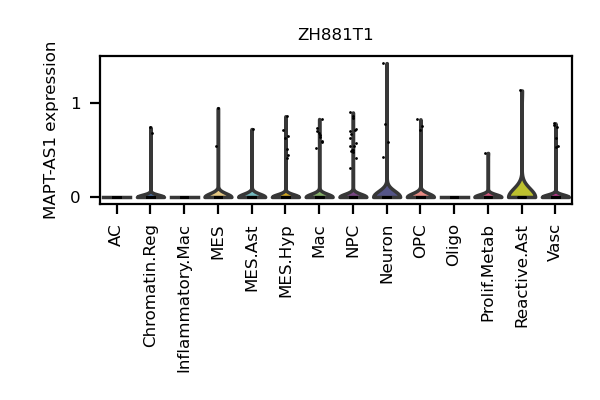 ZH881T1
MAPT-AS1 expression
1
0
AC
Chromatin.Reg
Inflammatory.Mac
MES
MES.Ast
MES.Hyp
Mac
NPC
Neuron
OPC
Oligo
Prolif.Metab
Reactive.Ast
Vasc